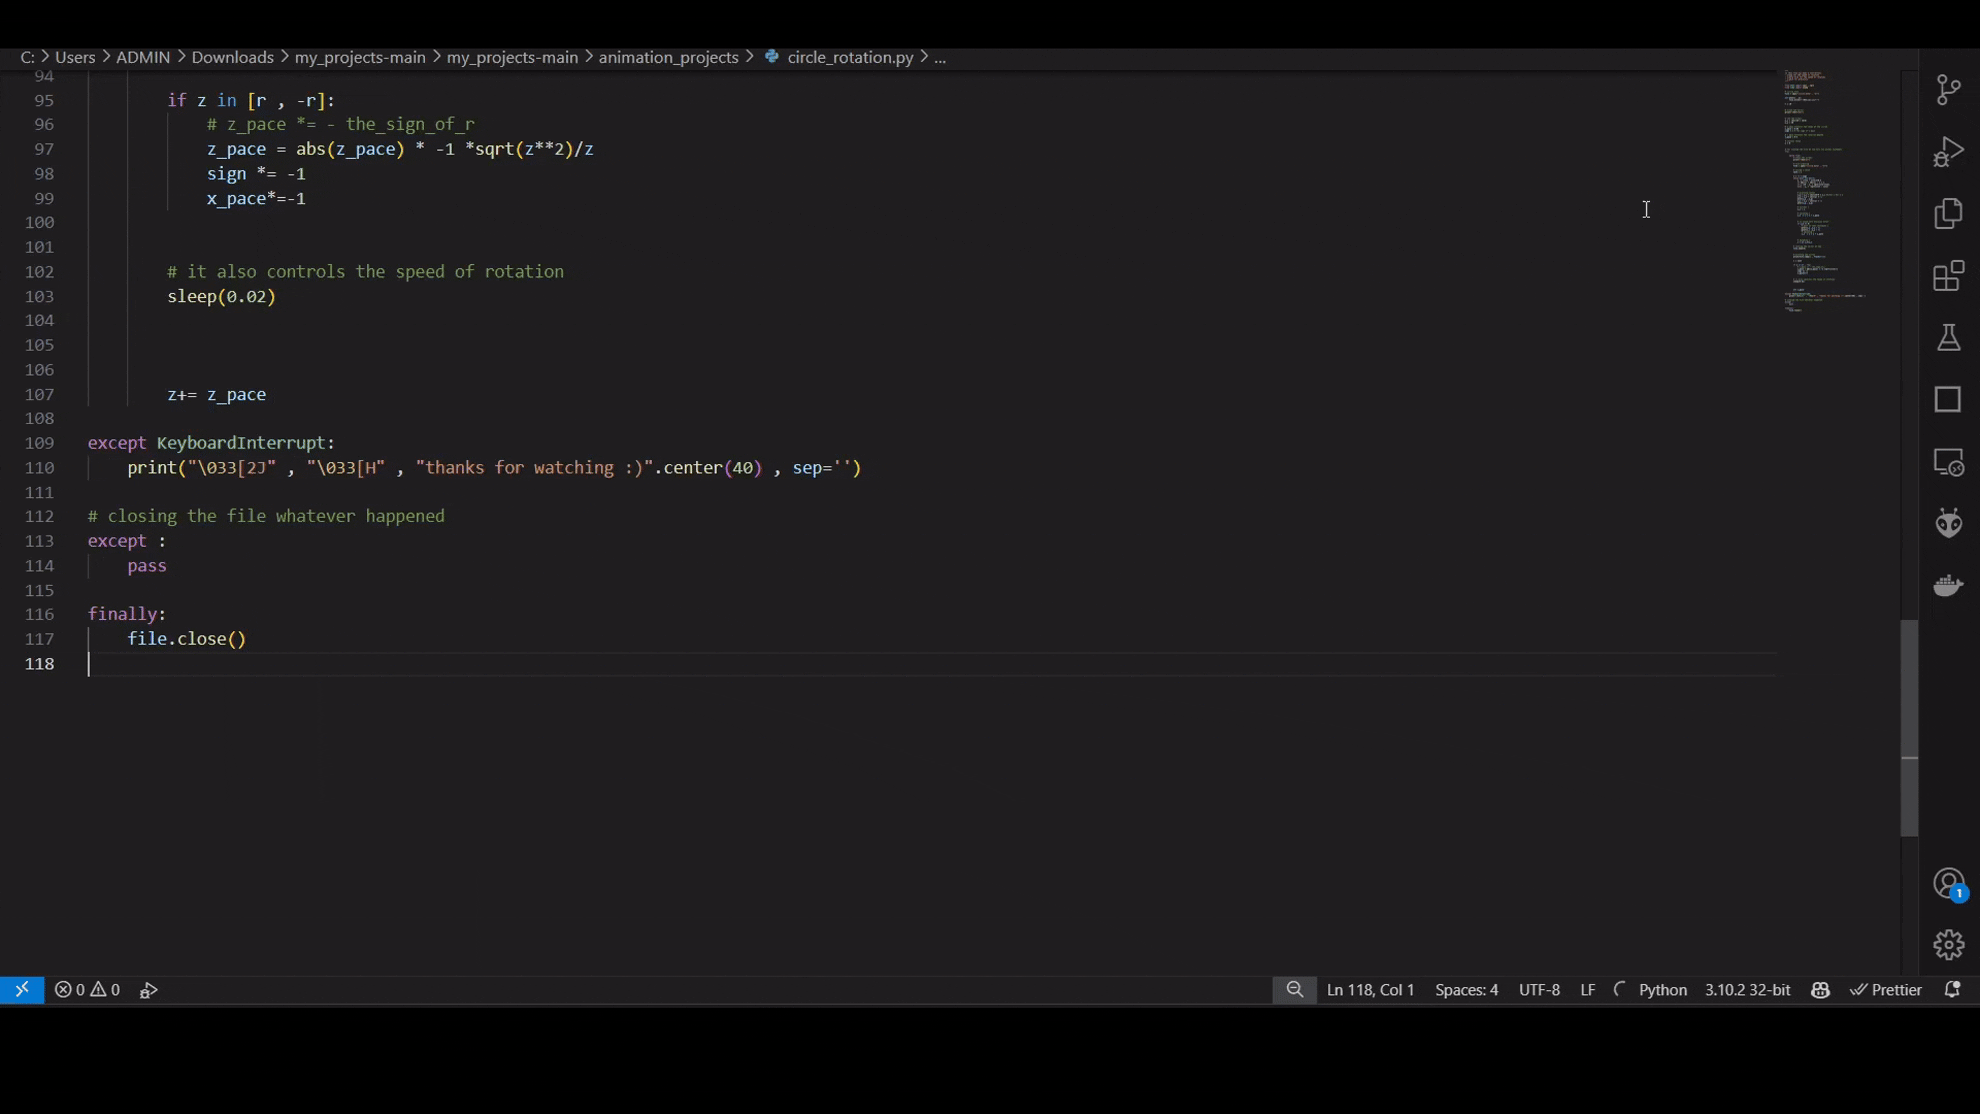 C: > Users > ADMIN > Downloads > my_projects-main > my_projects-main > animation_projects > circle_rotation.py > ...
94
95 if z in [r , -r]:
96 # z_pace *= - the_sign_of_r
97 z_pace = abs(z_pace) * -1 *sqrt(z**2)/z
98 sign *= -1
99 x_pace*=-1
100
101
102 # it also controls the speed of rotation
103 sleep(0.02)
104
105
106
107 z+= z_pace
108
109 except KeyboardInterrupt:
110 print("\033[2J" , "\033[H" , "thanks for watching :)".center(40) , sep='')
111
112 # closing the file whatever happened
113 except :
114 pass
115
116 finally:
117 file.close()
118
1
0 0 Ln 118, Col 1 Spaces: 4 UTF-8 LF Python 3.10.2 32-bit Prettier